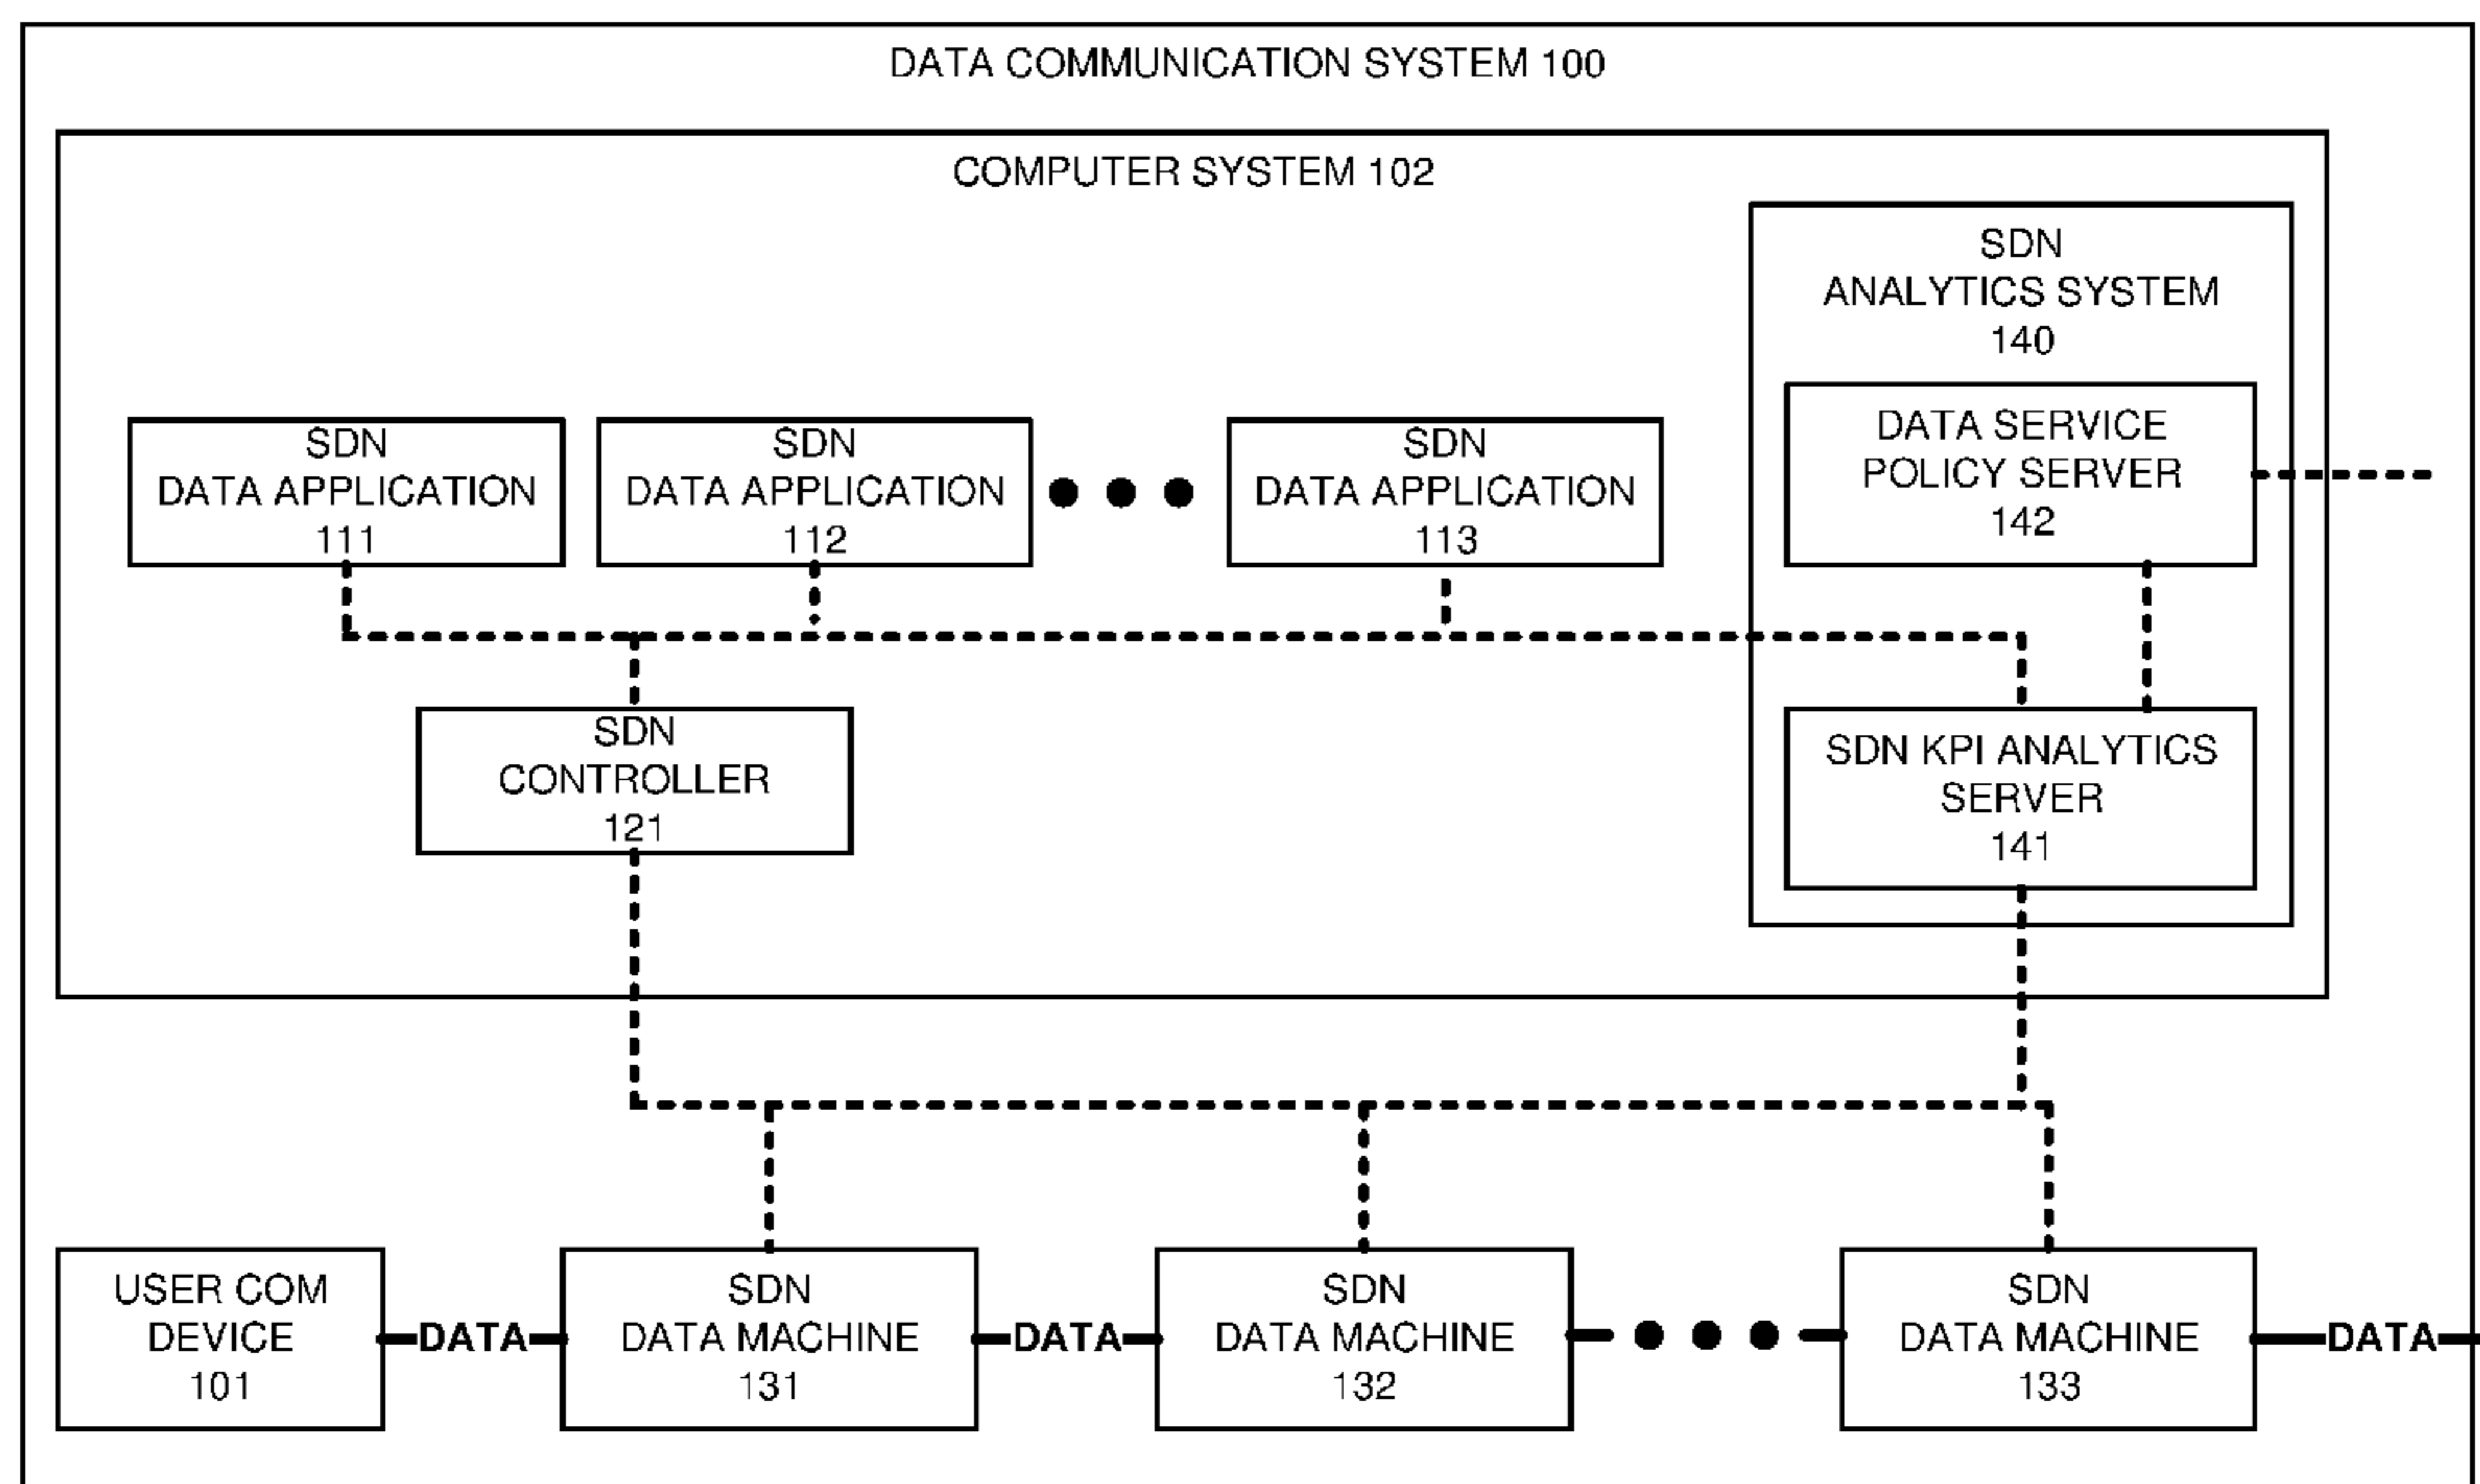 DATA COMMUNICATION SYSTEM 100
COMPUTER SYSTEM 102
SDN
ANALYTICS SYSTEM
140
DATA SERVICE
POLICY SERVER
142
SDN
DATA APPLICATION
111
SDN
DATA APPLICATION
112
SDN
DATA APPLICATION
113
SDN
CONTROLLER
121
SDN KPI ANALYTICS
SERVER
141
USER COM
DEVICE
101
DATA
SDN
DATA MACHINE
131
DATA
SDN
DATA MACHINE
132
SDN
DATA MACHINE
133
DATA